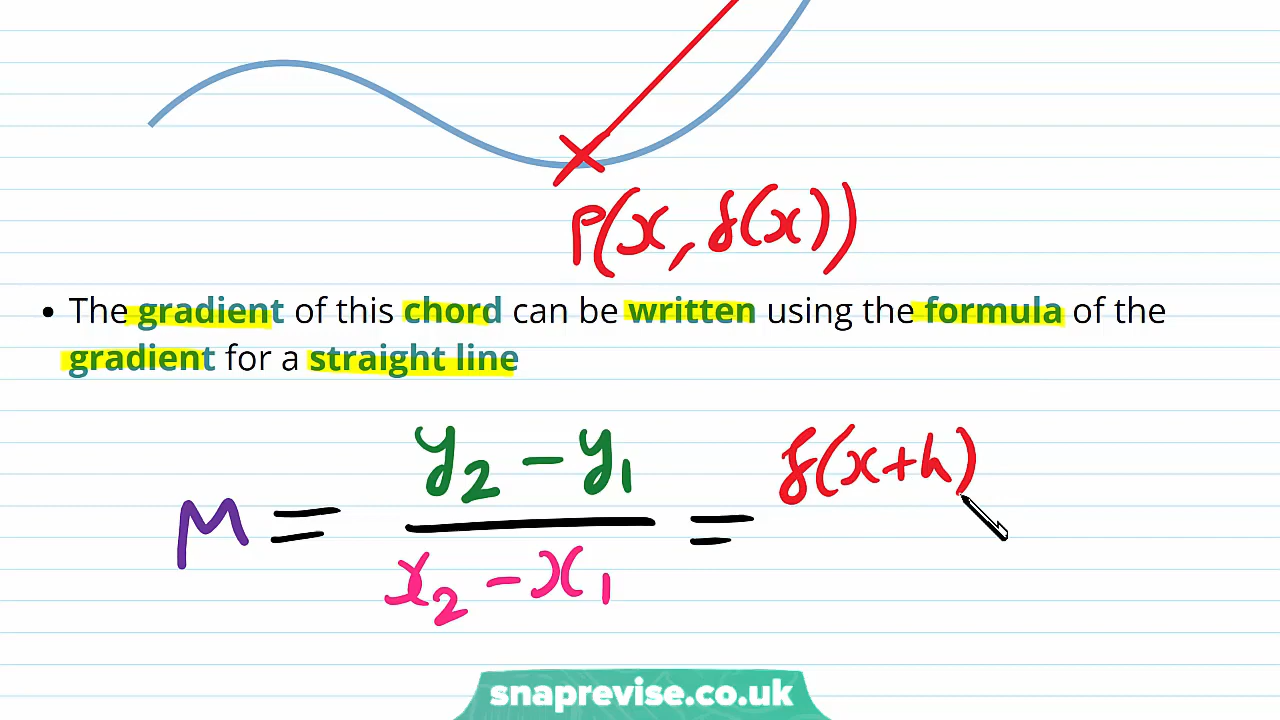 P(x, f(x))
• The gradient of this chord can be written using the formula of the
gradient for a straight line
m = y₂ - y₁ / x₂ - x₁ = f(x+h)
snaprevise.co.uk